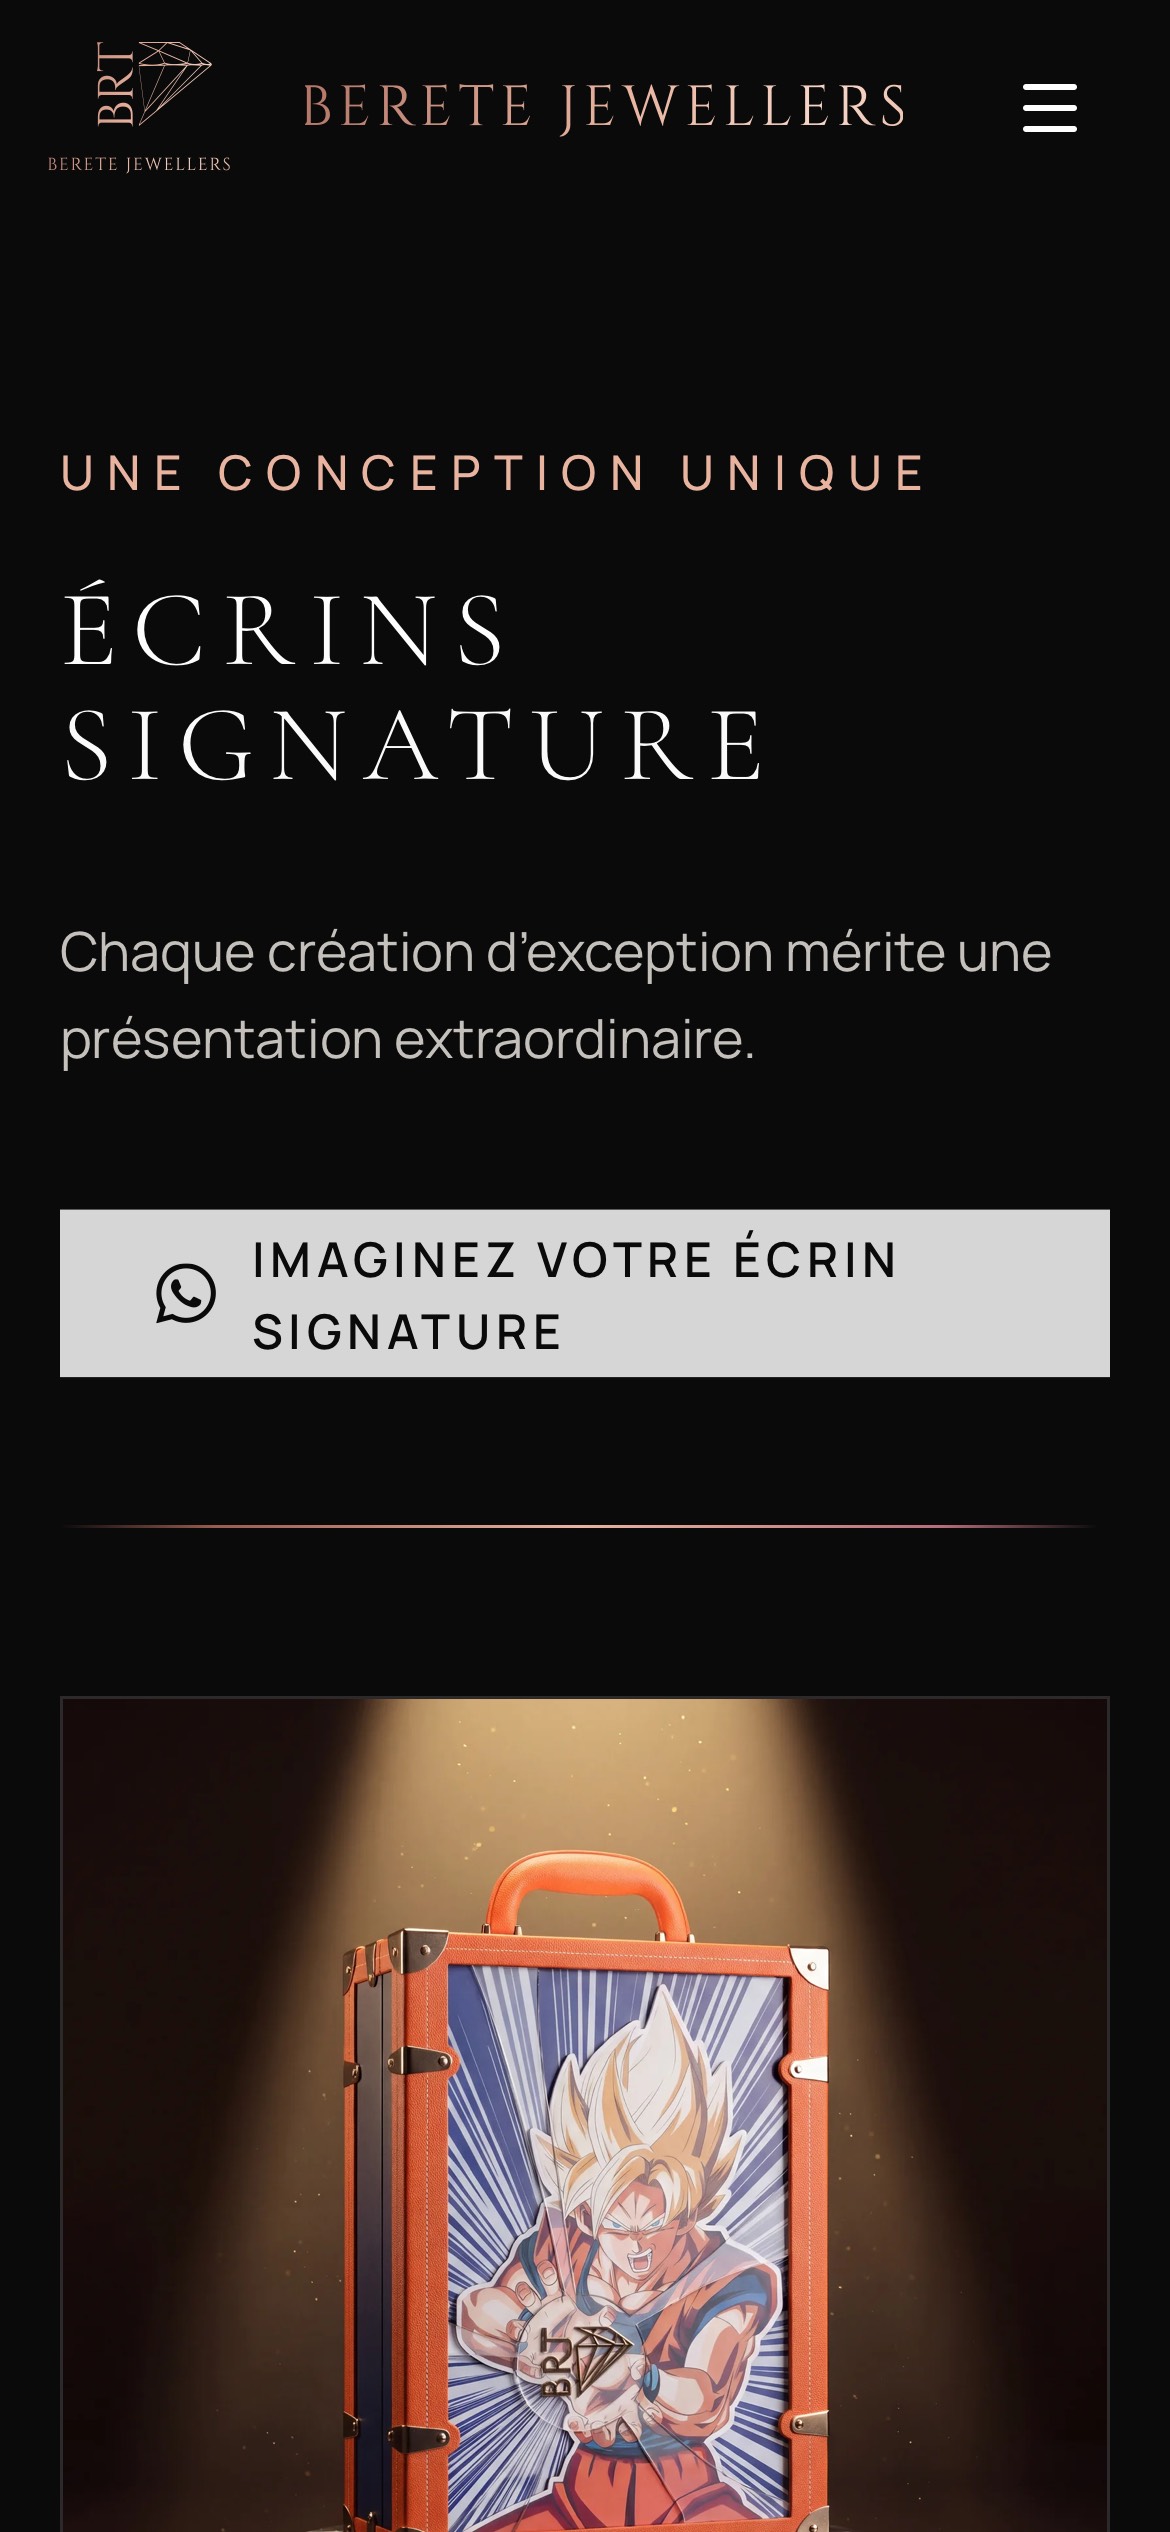 BRT
BERETE JEWELLERS
BERETE JEWELLERS
UNE CONCEPTION UNIQUE
ÉCRINS
SIGNATURE
Chaque création d’exception mérite une
présentation extraordinaire.
IMAGINEZ VOTRE ÉCRIN
SIGNATURE
BRT